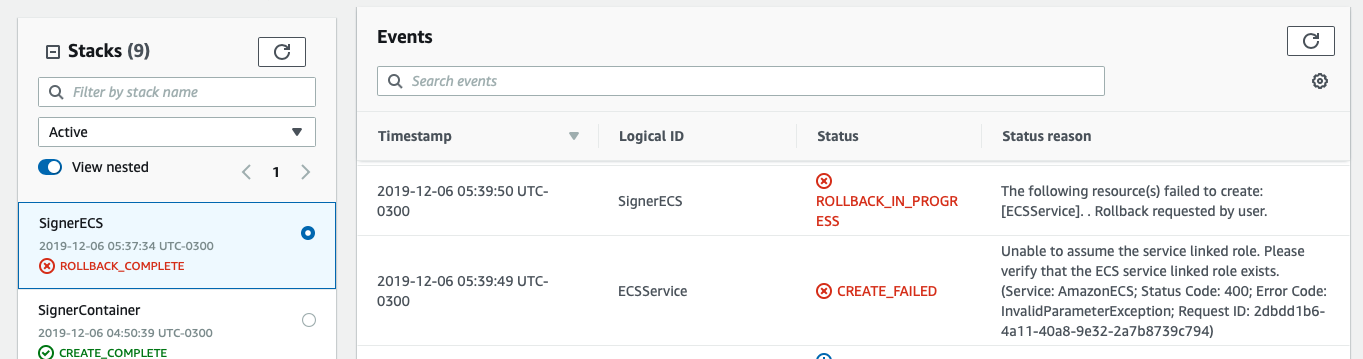 Stacks (9)
Filter by stack name
Active
View nested
1
SignerECS
2019-12-06 05:37:34 UTC-0300
ROLLBACK_COMPLETE
SignerContainer
2019-12-06 04:50:39 UTC-0300
CREATE_COMPLETE
Events
Search events
Timestamp
Logical ID
Status
Status reason
2019-12-06 05:39:50 UTC-
0300
SignerECS
ROLLBACK_IN_PROGR
ESS
The following resource(s) failed to create:
[ECSService]. . Rollback requested by user.
2019-12-06 05:39:49 UTC-
0300
ECSService
CREATE_FAILED
Unable to assume the service linked role. Please
verify that the ECS service linked role exists.
(Service: AmazonECS; Status Code: 400; Error Code:
InvalidParameterException; Request ID: 2dbdd1b6-
4a11-40a8-9e32-2a7b8739c794)